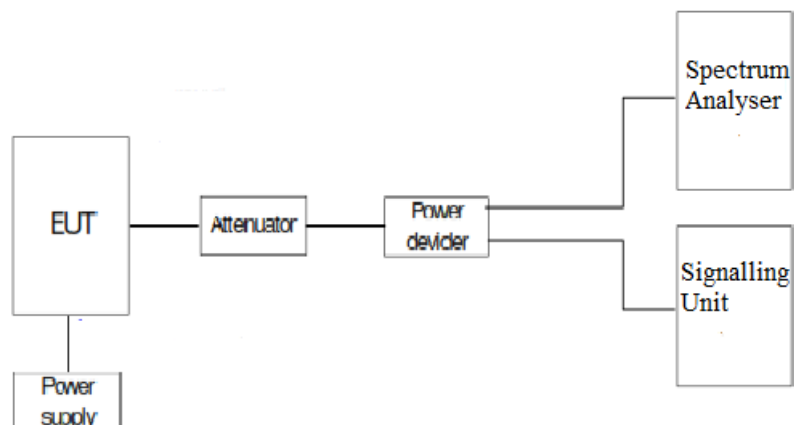 Spectrum
Analyser
EUT
Attenuator
Power
devider
Signalling
Unit
Power
supply